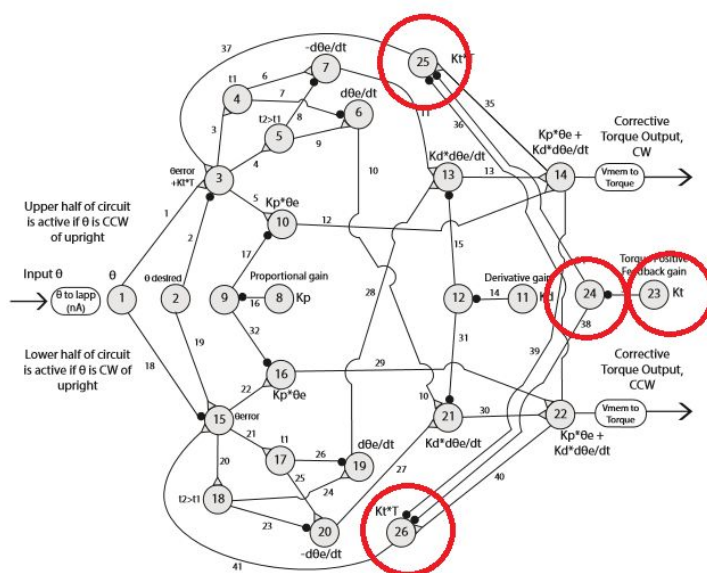 37
-dθe/dt
7
25
Kt*T
t1
6
4
7
dθe/dt
6
35
36
Corrective
Torque Output,
CW
t2>t1
8
5
9
11
3
4
10
Kp*θe +
Kd*dθe/dt
Kd*dθe/dt
θerror
+Kt*T
3
13
13
14
Vmem to
Torque
5
Kp*θe
10
12
1
2
Upper half of circuit
is active if θ is CCW
of upright
17
15
Input θ
θ
θ desired
Proportional gain
Derivative gain
Torque Positive
Feedback gain
θ to Iapp
(nA)
1
2
9
16
8
Kp
28
12
14
11
Kd
24
23
Kt
38
Lower half of circuit
is active if θ is CW of
upright
18
19
32
31
39
Corrective
Torque Output,
CCW
16
29
22
Kp*θe
15
θerror
10
21
30
22
Vmem to
Torque
Kd*dθe/dt
Kp*θe +
Kd*dθe/dt
21
t1
20
17
26
dθe/dt
19
27
25
24
40
t2>t1
18
23
20
Kt*T
26
-dθe/dt
41